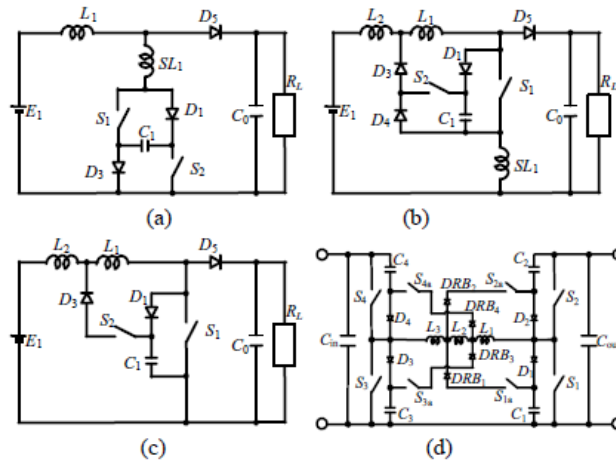 L1 D5
SL1
RL
E1 S1 D1 C0
C1
D3 S2
(a)
L2 L1 D5
D1
D3 S2 S1 RL
E1 D4 C1 C0
SL1
(b)
L2 L1 D5
D3 D1
S2 S1 RL
E1 C1 C0
(c)
C4 C2
S4a DRB2 S2a
S4 DRB4 S2
D4 D2
Cin L3 L2 L1 Cou
D3 DRB3 D1
S3 DRB1 S1
S3a S1a
C3 C1
(d)